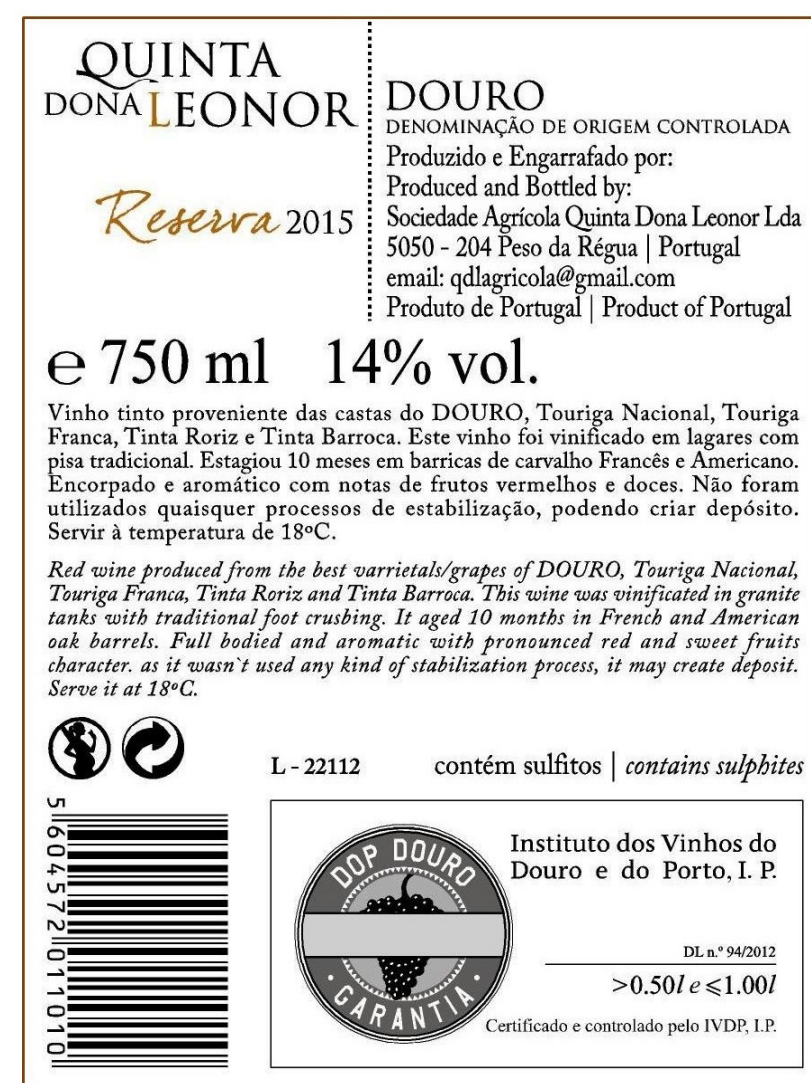 QUINTA
DONA LEONOR
Reserva 2015
DOURO
DENOMINAÇÃO DE ORIGEM CONTROLADA
Produzido e Engarrafado por:
Produced and Bottled by:
Sociedade Agrícola Quinta Dona Leonor Lda
5050 - 204 Peso da Régua | Portugal
email: qdlagricola@gmail.com
Produto de Portugal | Product of Portugal
℮ 750 ml 14% vol.
Vinho tinto proveniente das castas do DOURO, Touriga Nacional, Touriga
Franca, Tinta Roriz e Tinta Barroca. Este vinho foi vinificado em lagares com
pisa tradicional. Estagiou 10 meses em barricas de carvalho Francês e Americano.
Encorpado e aromático com notas de frutos vermelhos e doces. Não foram
utilizados quaisquer processos de estabilização, podendo criar depósito.
Servir à temperatura de 18ºC.
Red wine produced from the best varrietals/grapes of DOURO, Touriga Nacional,
Touriga Franca, Tinta Roriz and Tinta Barroca. This wine was vinificated in granite
tanks with traditional foot crusbing. It aged 10 months in French and American
oak barrels. Full bodied and aromatic with pronounced red and sweet fruits
character. as it wasn`t used any kind of stabilization process, it may create deposit.
Serve it at 18ºC.
L - 22112 contém sulfitos | contains sulphites
5 604572 011010
DOP DOURO
GARANTIA
Instituto dos Vinhos do
Douro e do Porto, I. P.
DL n.º 94/2012
>0.50l e ⩽1.00l
Certificado e controlado pelo IVDP, I.P.